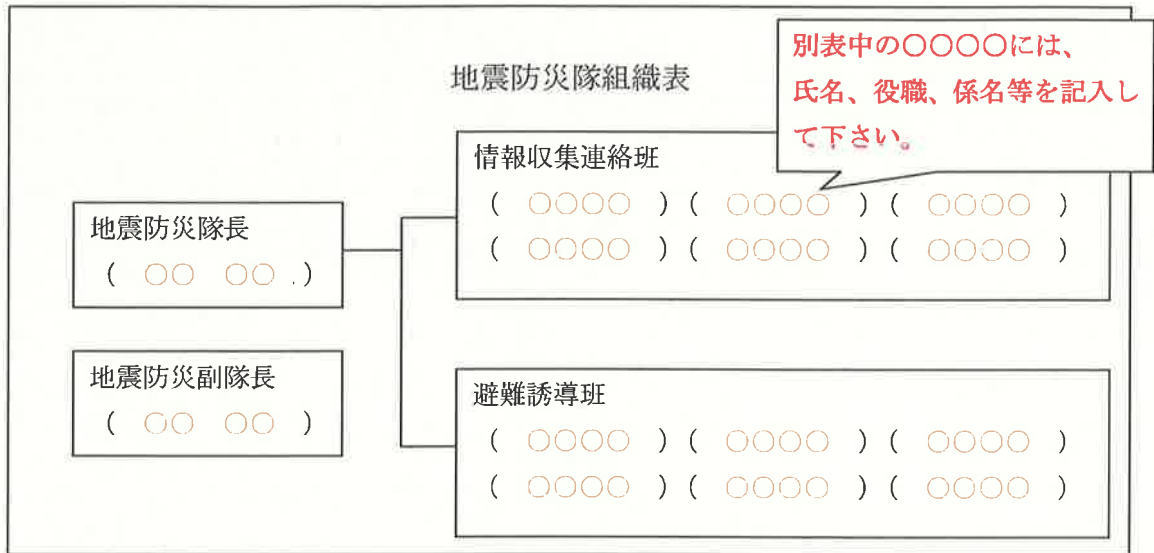 地震防災隊組織表
別表中の〇〇〇〇には、
氏名、役職、係名等を記入し
て下さい。
地震防災隊長
( 〇〇 〇〇 .)
地震防災副隊長
( 〇〇 〇〇 )
情報収集連絡班
( 〇〇〇〇 ) ( 〇〇〇〇 ) ( 〇〇〇〇 )
( 〇〇〇〇 ) ( 〇〇〇〇 ) ( 〇〇〇〇 )
避難誘導班
( 〇〇〇〇 ) ( 〇〇〇〇 ) ( 〇〇〇〇 )
( 〇〇〇〇 ) ( 〇〇〇〇 ) ( 〇〇〇〇 )